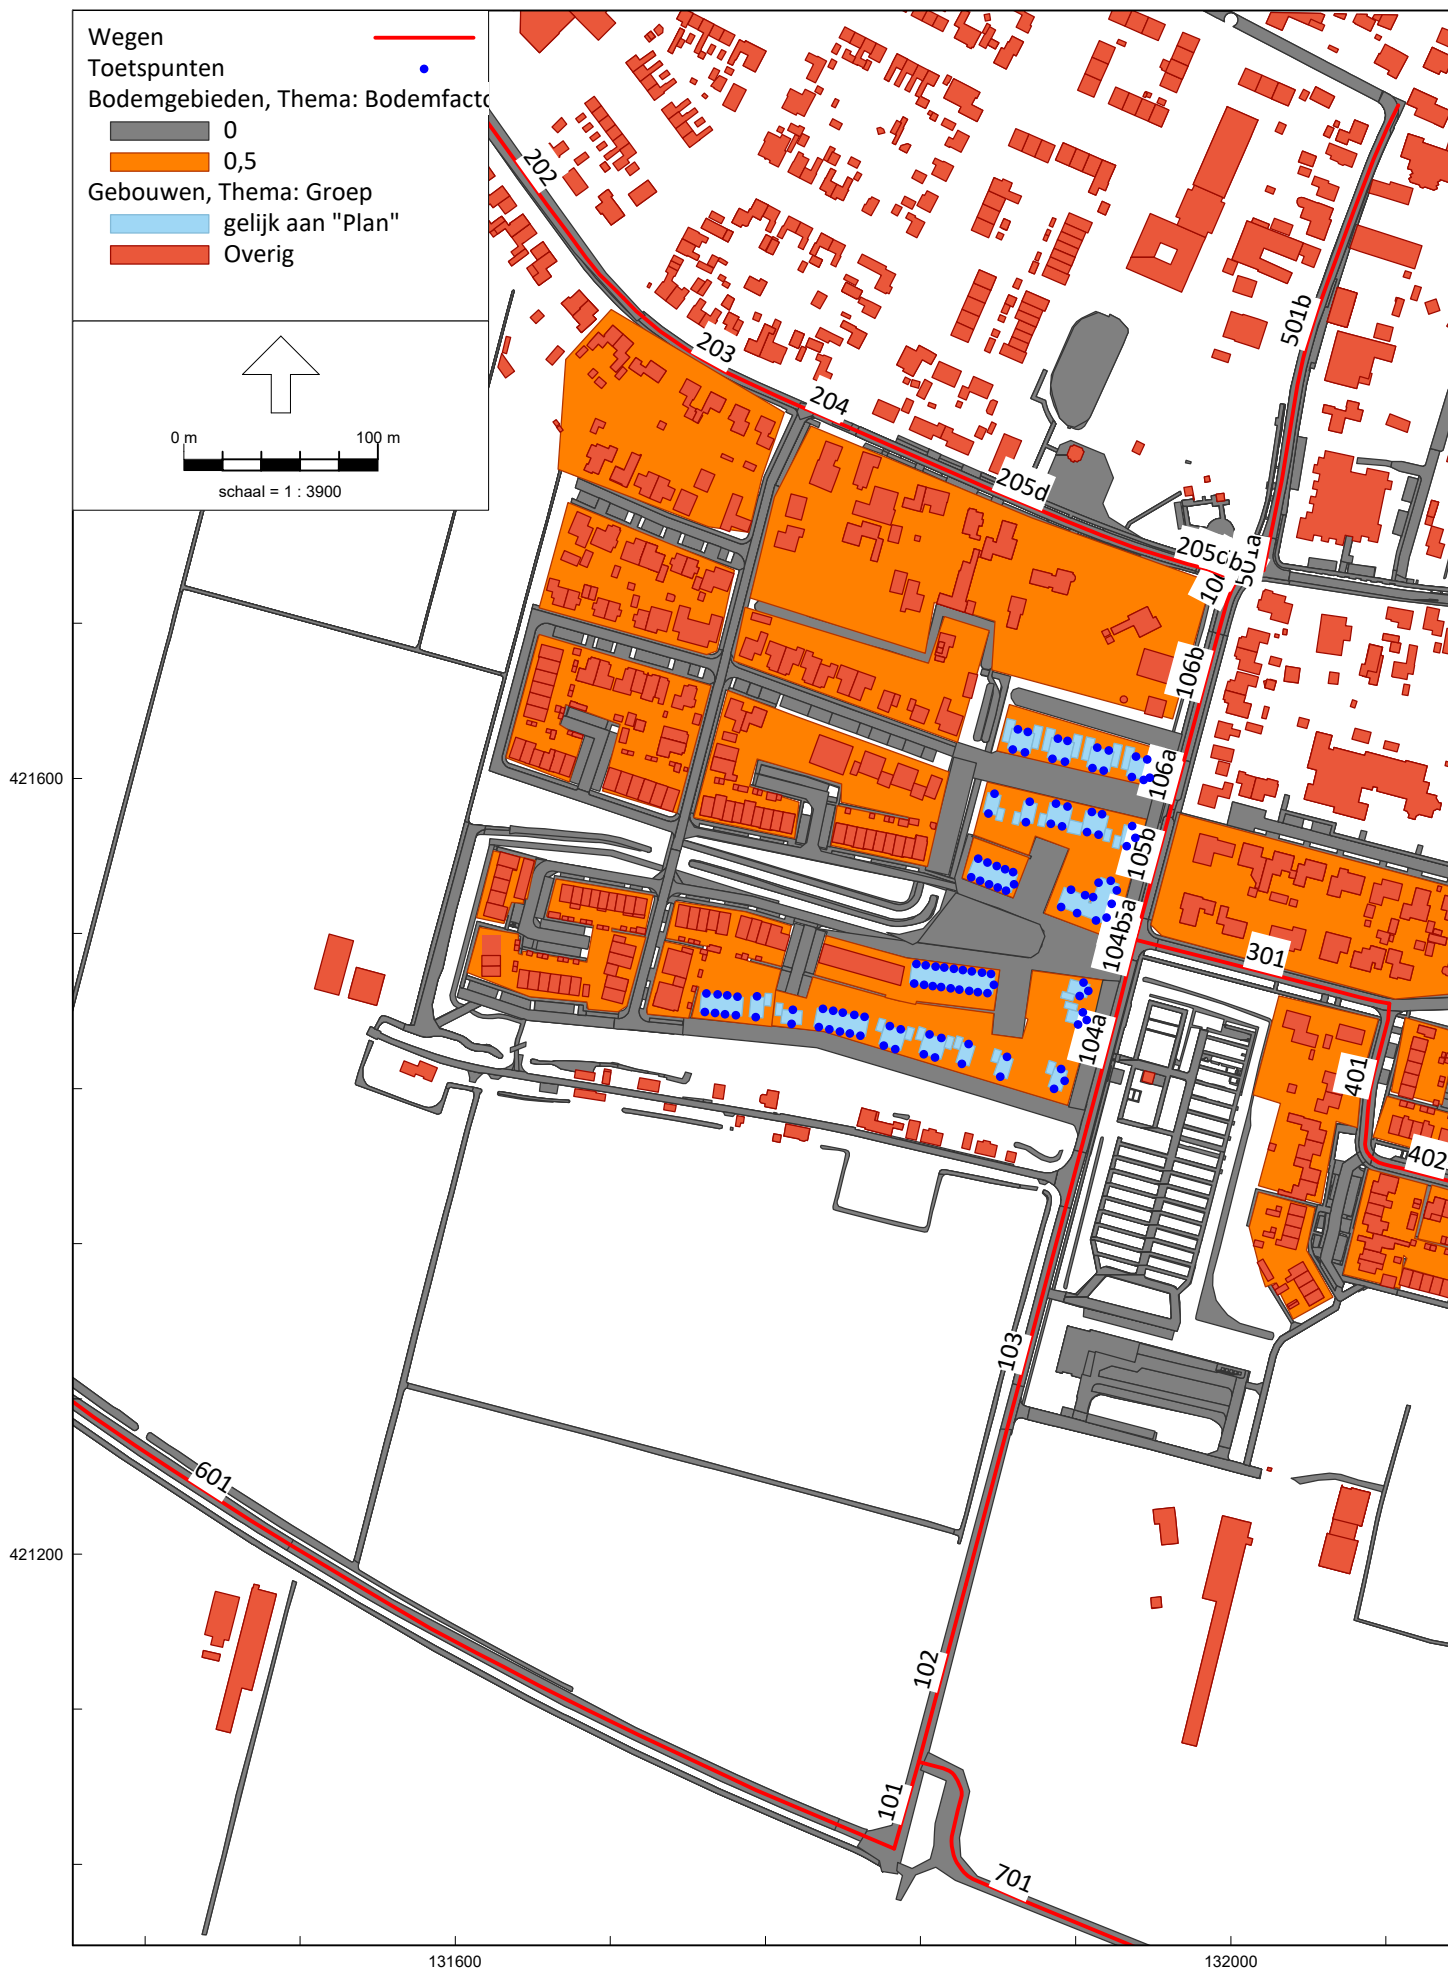 Wegen
Toetspunten
Bodemgebieden, Thema: Bodemfacto
0
0,5
Gebouwen, Thema: Groep
gelijk aan "Plan"
Overig
0 m 100 m
schaal = 1 : 3900
202
203
204
205d
501b
501a
106b
106a
105b
301
104a
401
402
103
601
102
101
701
421600
421200
131600
132000